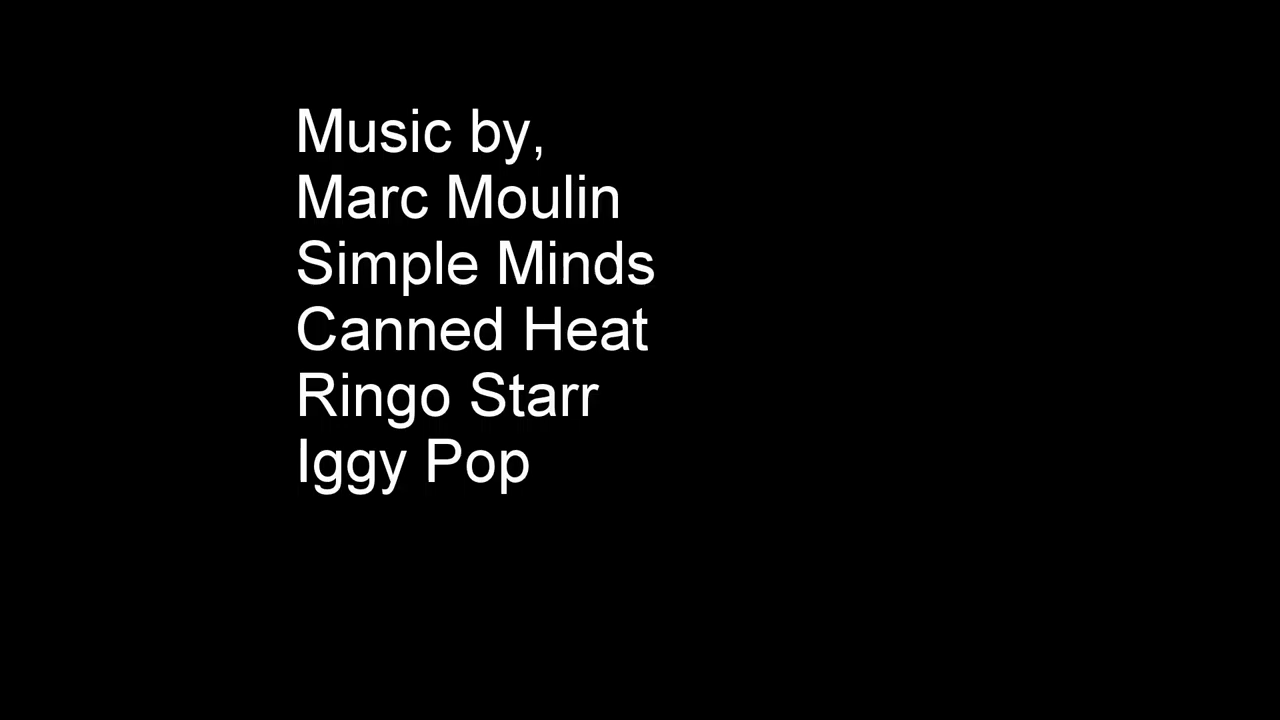 Music by,
Marc Moulin
Simple Minds
Canned Heat
Ringo Starr
Iggy Pop